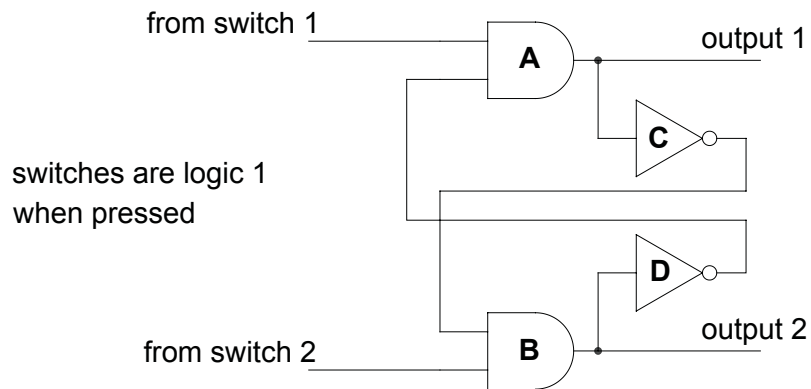 from switch 1
A
output 1
C
switches are logic 1
when pressed
D
from switch 2
B
output 2